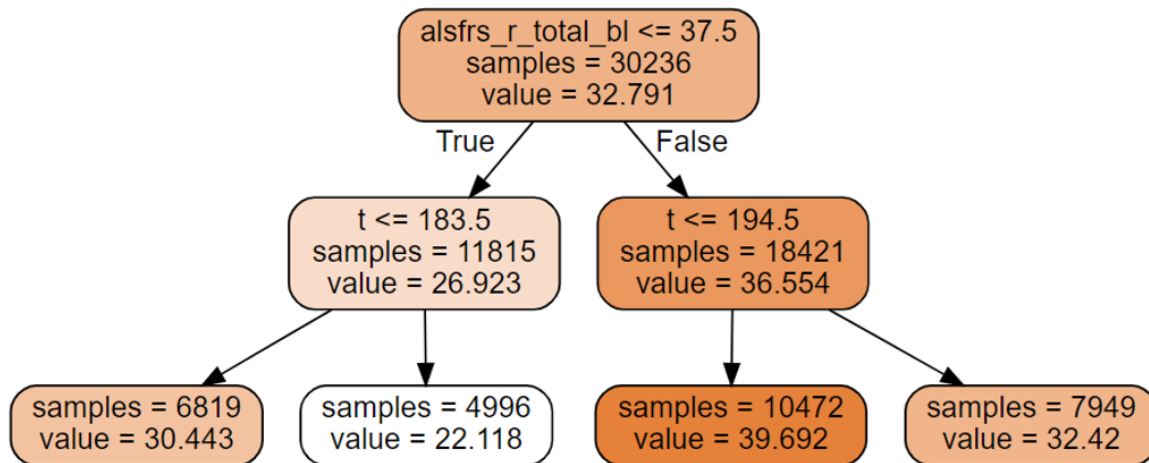 alsfrs_r_total_bl <= 37.5
samples = 30236
value = 32.791
True
False
t <= 183.5
samples = 11815
value = 26.923
t <= 194.5
samples = 18421
value = 36.554
samples = 6819
value = 30.443
samples = 4996
value = 22.118
samples = 10472
value = 39.692
samples = 7949
value = 32.42